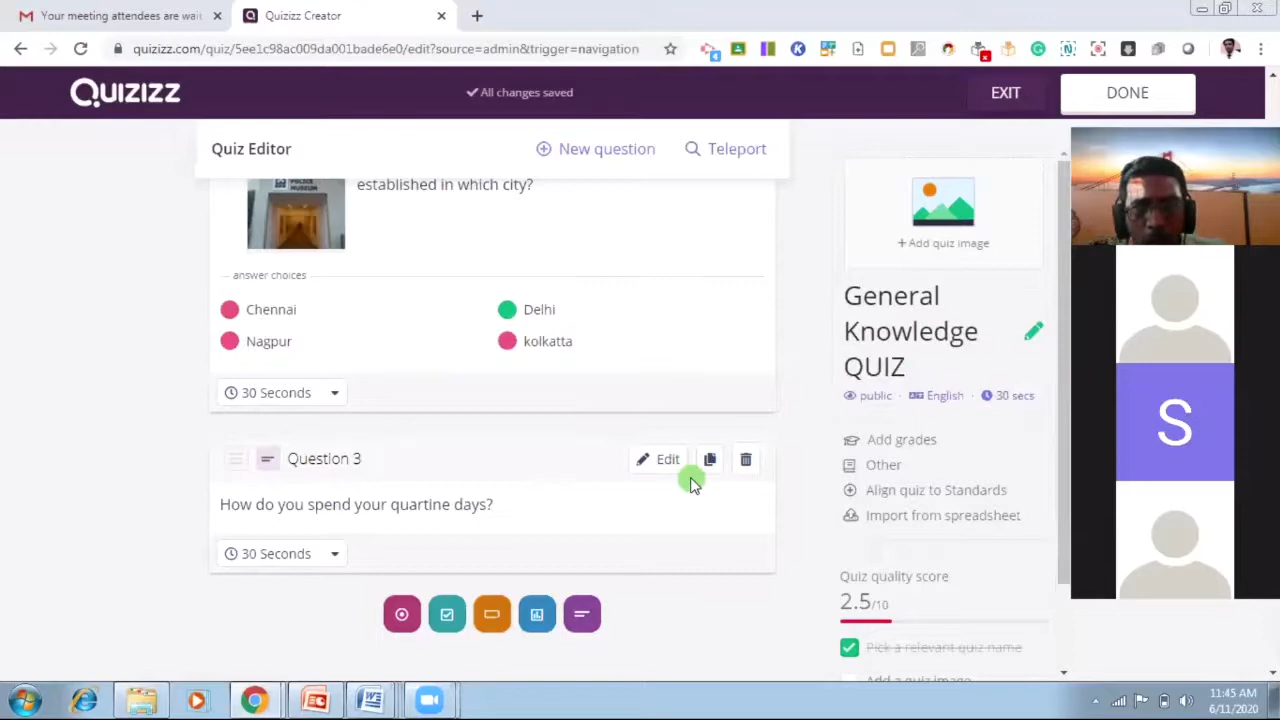 Your meeting attendees are wai
Quizizz Creator
quizizz.com/quiz/5ee1c98ac009da001bade6e0/edit?source=admin&trigger=navigation
4
QUIZIZZ
All changes saved
EXIT
DONE
Quiz Editor
New question
Teleport
POLICE
MUSEUM
established in which city?
answer choices
Chennai
Delhi
Nagpur
kolkatta
30 Seconds
Question 3
Edit
How do you spend your quartine days?
30 Seconds
+ Add quiz image
General
Knowledge
QUIZ
public · English · 30 secs
Add grades
Other
Align quiz to Standards
Import from spreadsheet
Quiz quality score
2.5/10
Pick a relevant quiz name
Add a quiz image
S
11:45 AM
6/11/2020